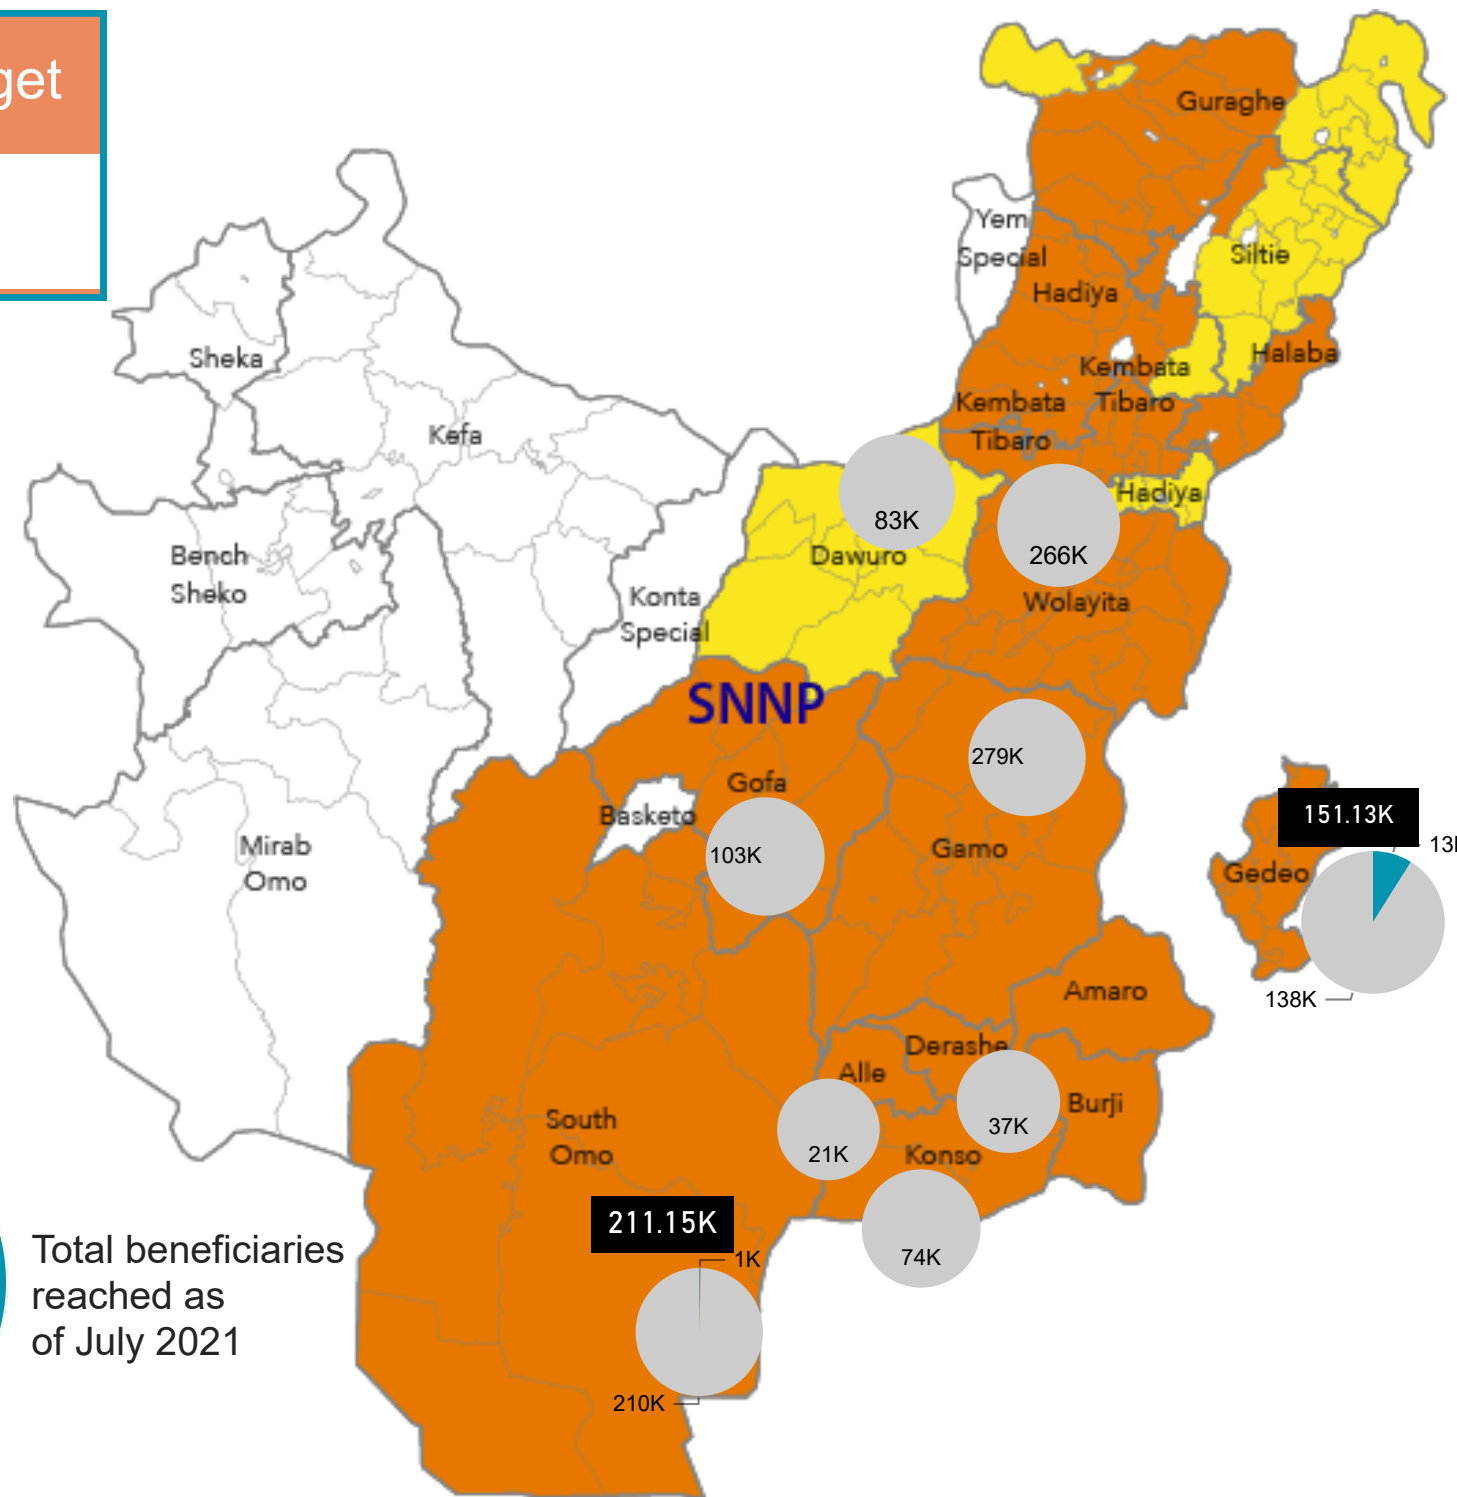 get
Guraghe
Yem
Special
Siltie
Hadiya
Sheka
Kembata
Halaba
Kembata
Tibaro
Tibaro
Kefa
Hadiya
83K
266K
Bench
Sheko
Dawuro
Konta
Special
Wolayita
SNNP
279K
Gofa
Basketo
151.13K
103K
Gamo
Mirab
Omo
Gedeo
138K
Amaro
Derashe
Alle
Burji
South
Omo
37K
21K
Konso
211.15K
74K
1K
210K
Total beneficiaries
reached as
of July 2021